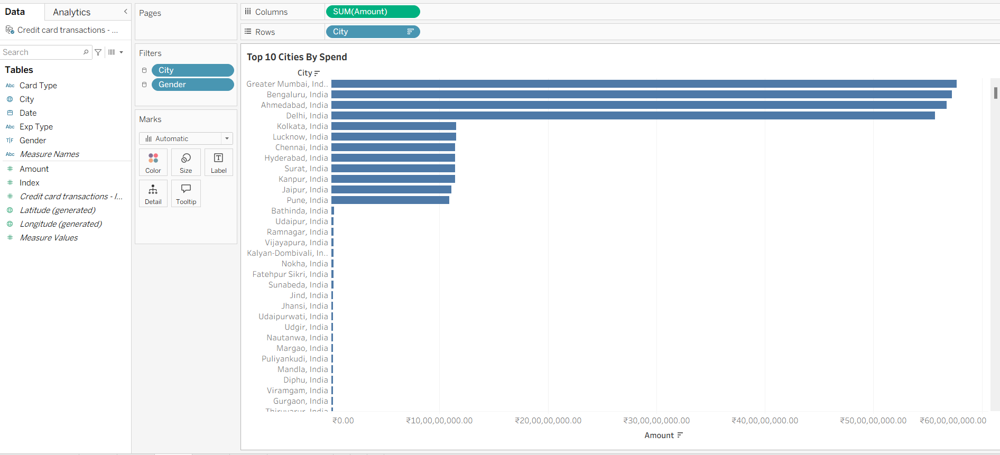 Data
Analytics
Credit card transactions - ...
Search
Tables
Abc Card Type
City
Date
Abc Exp Type
T|F Gender
Abc Measure Names
# Amount
# Index
# Credit card transactions - I...
Latitude (generated)
Longitude (generated)
# Measure Values
Pages
Filters
City
Gender
Marks
Automatic
Color
Size
Label
Detail
Tooltip
Columns
SUM(Amount)
Rows
City
Top 10 Cities By Spend
City
Greater Mumbai, Ind..
Bengaluru, India
Ahmedabad, India
Delhi, India
Kolkata, India
Lucknow, India
Chennai, India
Hyderabad, India
Surat, India
Kanpur, India
Jaipur, India
Pune, India
Bathinda, India
Udaipur, India
Ramnagar, India
Vijayapura, India
Kalyan-Dombivali, In..
Nokha, India
Fatehpur Sikri, India
Sunabeda, India
Jind, India
Jhansi, India
Udaipurwati, India
Udgir, India
Nautanwa, India
Margao, India
Puliyankudi, India
Mandla, India
Diphu, India
Viramgam, India
Gurgaon, India
Thiruvarur, India
₹0.00
₹10,00,00,000.00
₹20,00,00,000.00
₹30,00,00,000.00
₹40,00,00,000.00
₹50,00,00,000.00
₹60,00,00,000.00
Amount